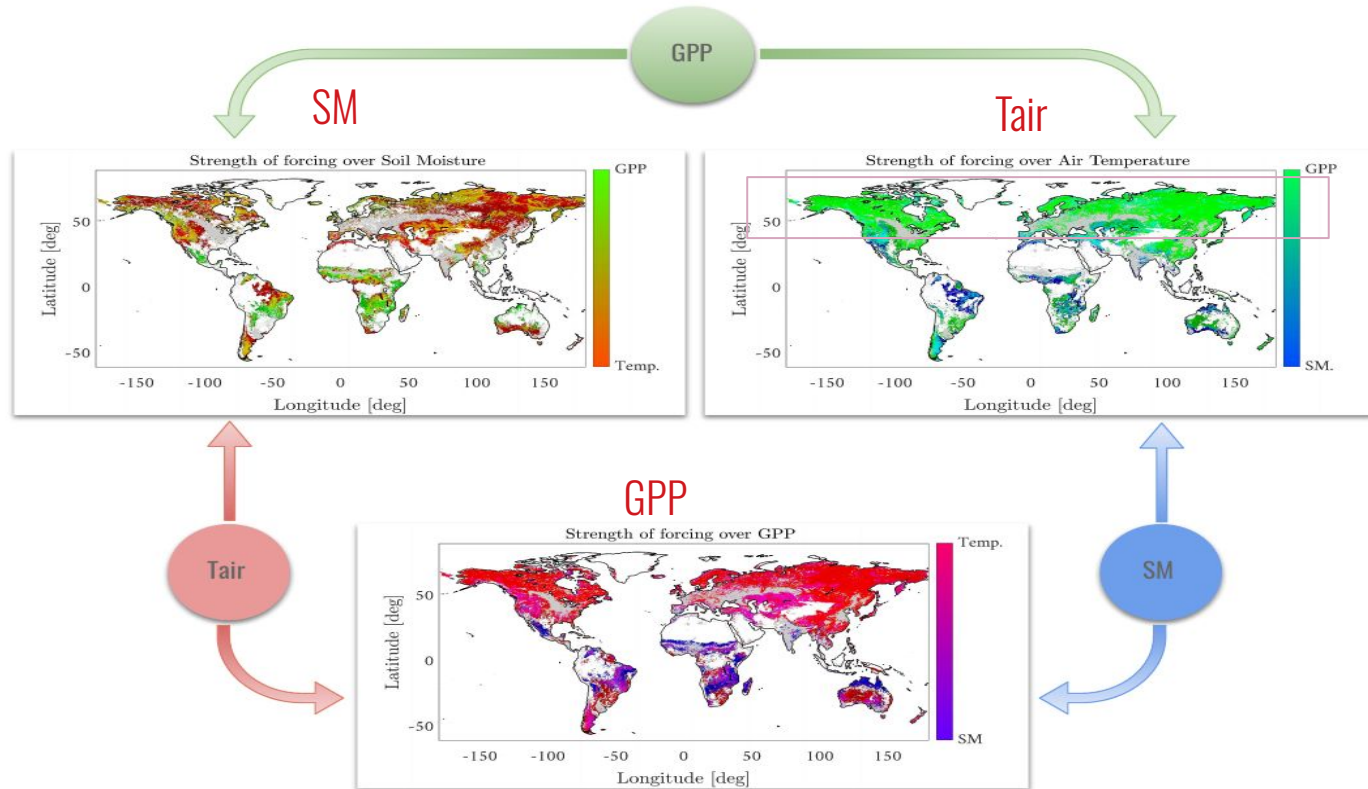 GPP
SM
Tair
Strength of forcing over Soil Moisture
GPP
Temp.
50
0
-50
Latitude [deg]
-150 -100 -50 0 50 100 150
Longitude [deg]
Strength of forcing over Air Temperature
GPP
SM.
50
0
-50
Latitude [deg]
-150 -100 -50 0 50 100 150
Longitude [deg]
GPP
Tair
SM
Strength of forcing over GPP
Temp.
SM
50
0
-50
Latitude [deg]
-150 -100 -50 0 50 100 150
Longitude [deg]